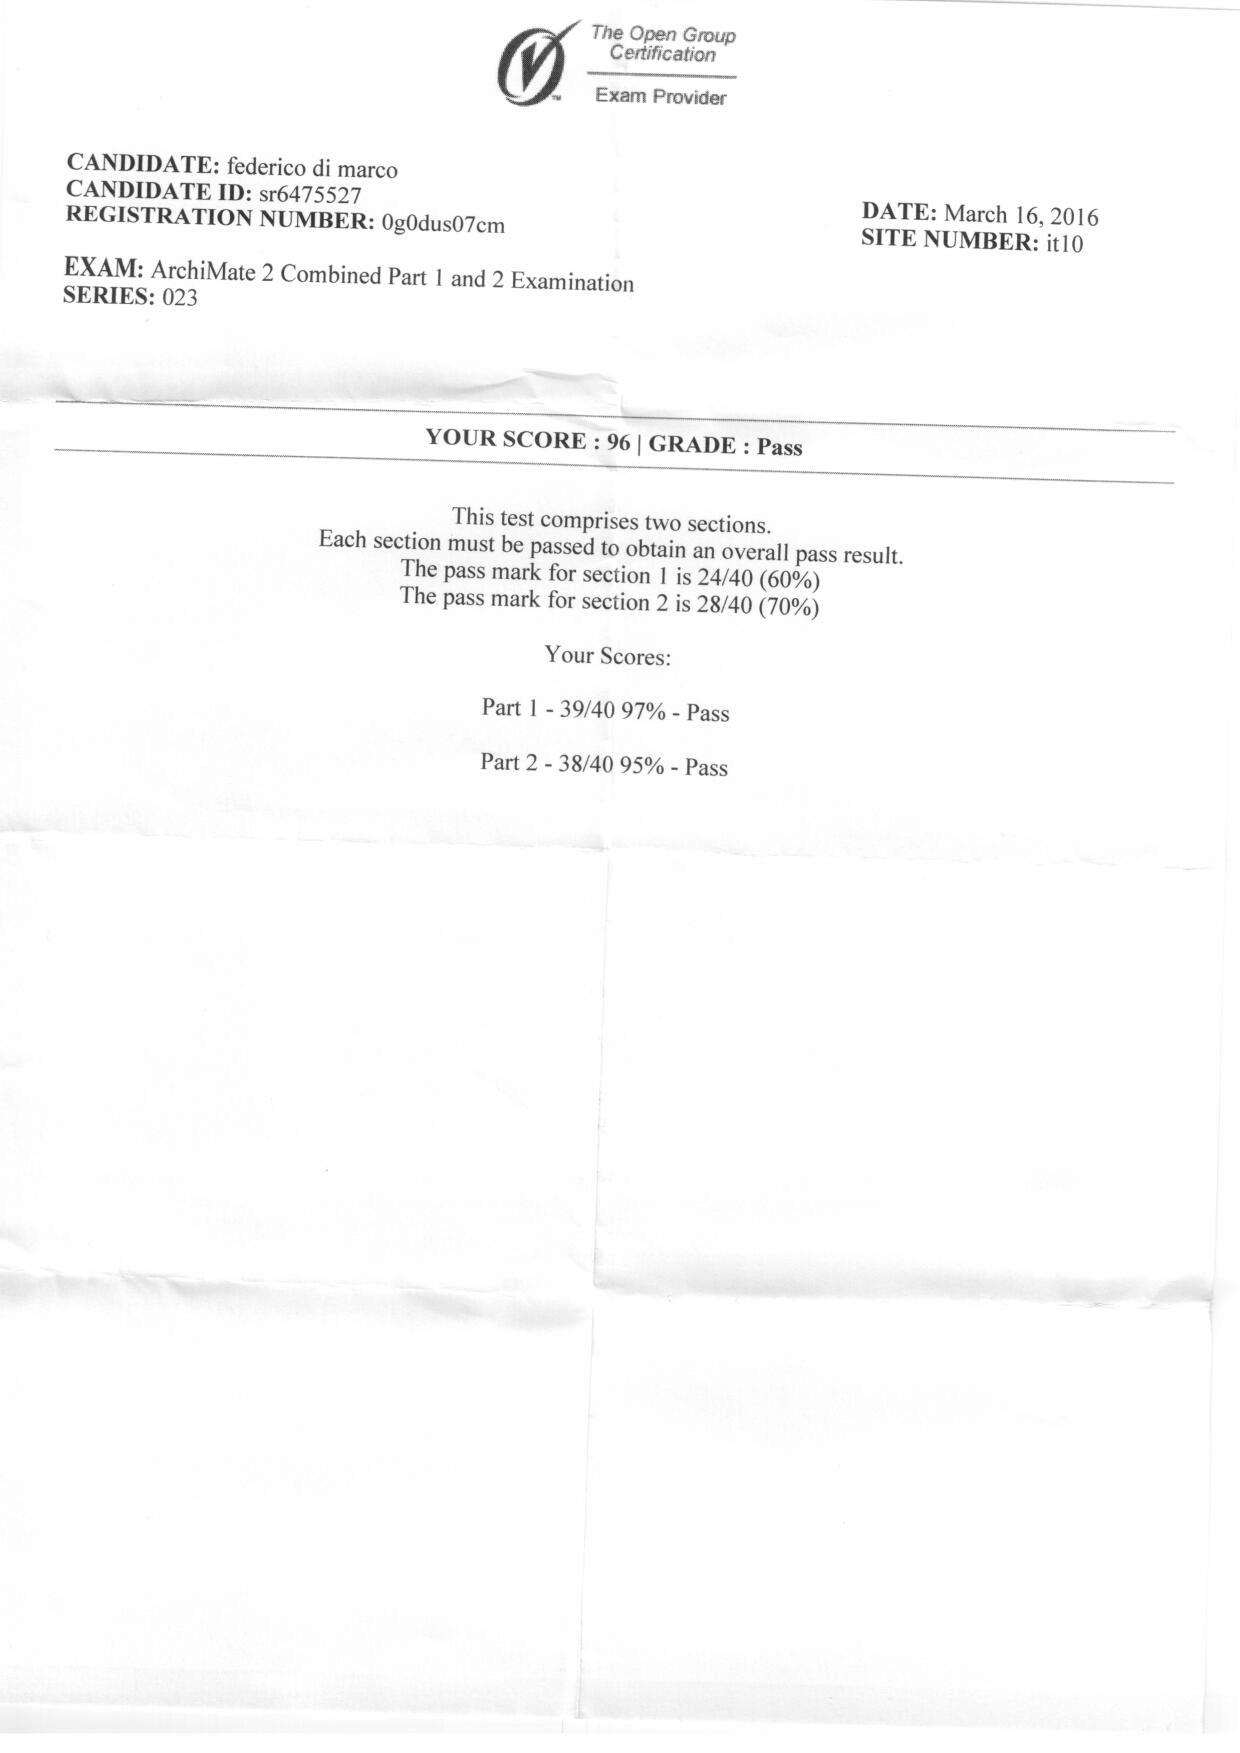 The Open Group
Certification
Exam Provider
CANDIDATE: federico di marco
CANDIDATE ID: sr6475527
REGISTRATION NUMBER: 0g0dus07cm
DATE: March 16, 2016
SITE NUMBER: it10
EXAM: ArchiMate 2 Combined Part 1 and 2 Examination
SERIES: 023
YOUR SCORE : 96 | GRADE : Pass
This test comprises two sections.
Each section must be passed to obtain an overall pass result.
The pass mark for section 1 is 24/40 (60%)
The pass mark for section 2 is 28/40 (70%)
Your Scores:
Part 1 - 39/40 97% - Pass
Part 2 - 38/40 95% - Pass